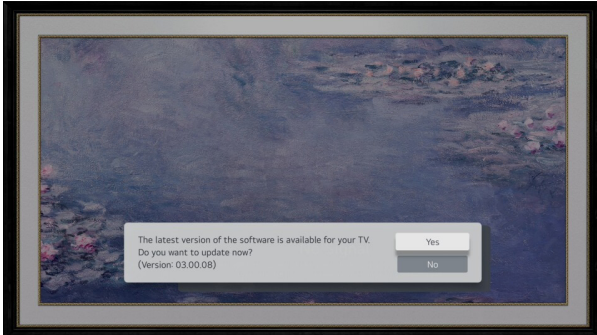 The latest version of the software is available for your TV.
Do you want to update now?
(Version: 03.00.08)
Yes
No